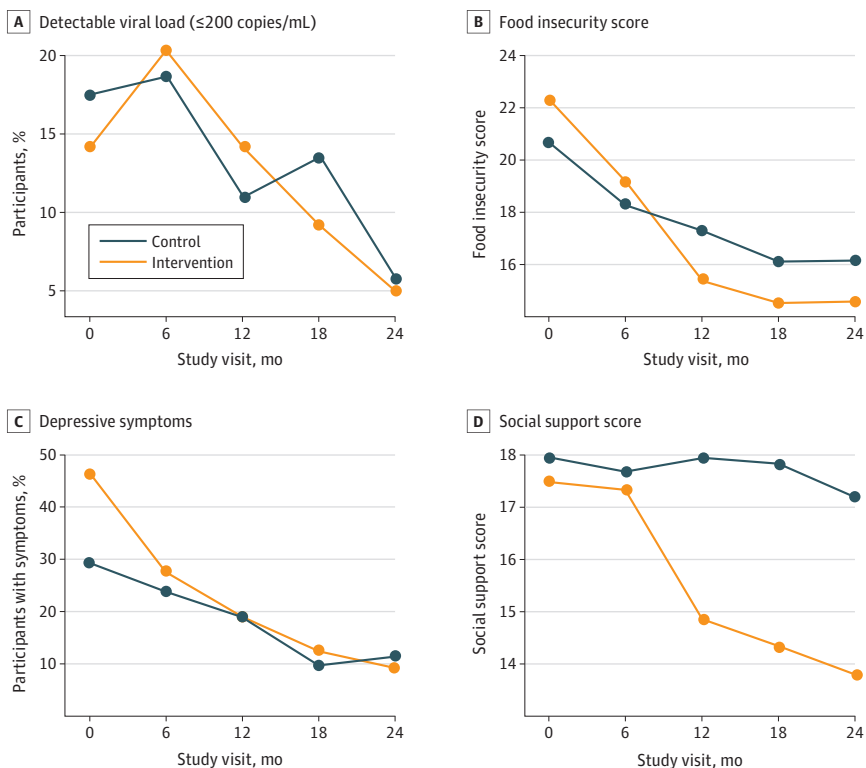 A Detectable viral load (≤200 copies/mL)
20
15
10
5
Participants, %
Control
Intervention
0 6 12 18 24
Study visit, mo
B Food insecurity score
24
22
20
18
16
Food insecurity score
0 6 12 18 24
Study visit, mo
C Depressive symptoms
50
40
30
20
10
Participants with symptoms, %
0 6 12 18 24
Study visit, mo
D Social support score
18
17
16
15
14
Social support score
0 6 12 18 24
Study visit, mo